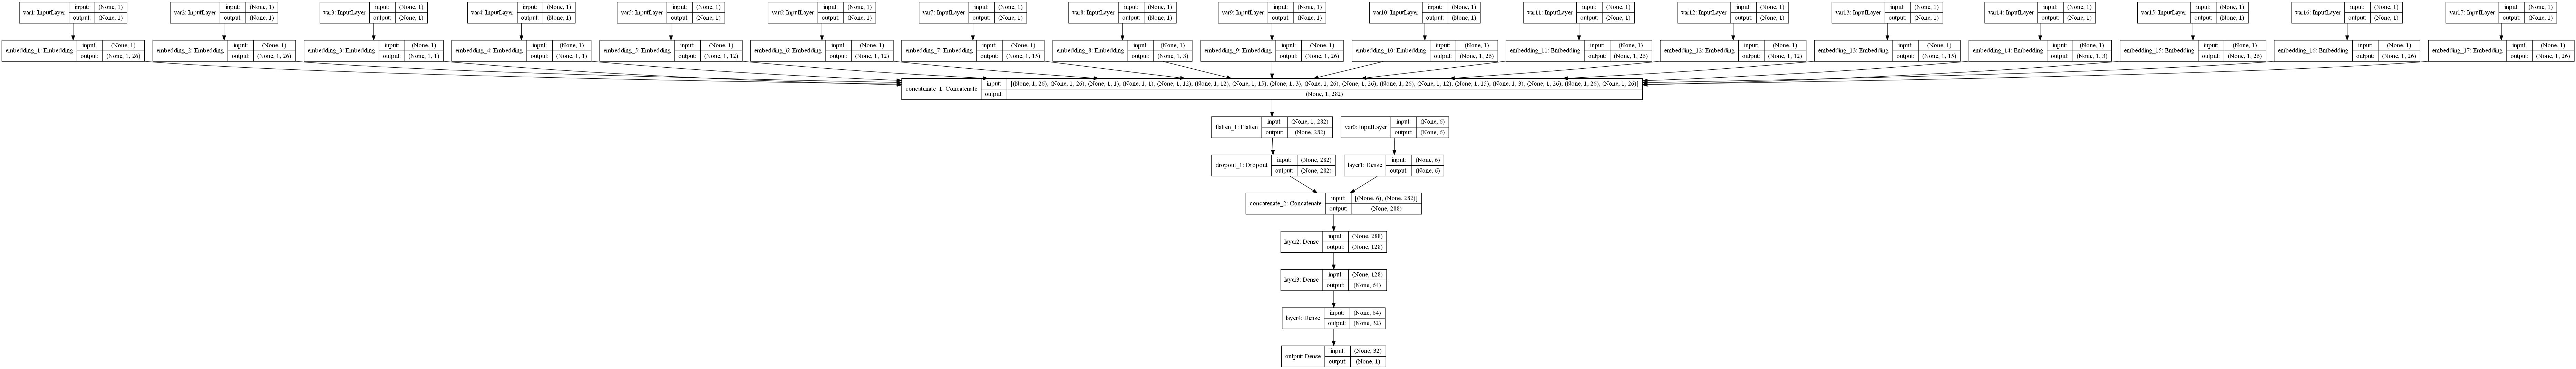 var1: InputLayer input: (None, 1)
output: (None, 1)
var2: InputLayer input: (None, 1)
output: (None, 1)
var3: InputLayer input: (None, 1)
output: (None, 1)
var4: InputLayer input: (None, 1)
output: (None, 1)
var5: InputLayer input: (None, 1)
output: (None, 1)
var6: InputLayer input: (None, 1)
output: (None, 1)
var7: InputLayer input: (None, 1)
output: (None, 1)
var8: InputLayer input: (None, 1)
output: (None, 1)
var9: InputLayer input: (None, 1)
output: (None, 1)
var10: InputLayer input: (None, 1)
output: (None, 1)
var11: InputLayer input: (None, 1)
output: (None, 1)
var12: InputLayer input: (None, 1)
output: (None, 1)
var13: InputLayer input: (None, 1)
output: (None, 1)
var14: InputLayer input: (None, 1)
output: (None, 1)
var15: InputLayer input: (None, 1)
output: (None, 1)
var16: InputLayer input: (None, 1)
output: (None, 1)
var17: InputLayer input: (None, 1)
output: (None, 1)
embedding_1: Embedding input: (None, 1)
output: (None, 1, 26)
embedding_2: Embedding input: (None, 1)
output: (None, 1, 26)
embedding_3: Embedding input: (None, 1)
output: (None, 1, 1)
embedding_4: Embedding input: (None, 1)
output: (None, 1, 1)
embedding_5: Embedding input: (None, 1)
output: (None, 1, 12)
embedding_6: Embedding input: (None, 1)
output: (None, 1, 12)
embedding_7: Embedding input: (None, 1)
output: (None, 1, 15)
embedding_8: Embedding input: (None, 1)
output: (None, 1, 3)
embedding_9: Embedding input: (None, 1)
output: (None, 1, 26)
embedding_10: Embedding input: (None, 1)
output: (None, 1, 26)
embedding_11: Embedding input: (None, 1)
output: (None, 1, 26)
embedding_12: Embedding input: (None, 1)
output: (None, 1, 12)
embedding_13: Embedding input: (None, 1)
output: (None, 1, 15)
embedding_14: Embedding input: (None, 1)
output: (None, 1, 3)
embedding_15: Embedding input: (None, 1)
output: (None, 1, 26)
embedding_16: Embedding input: (None, 1)
output: (None, 1, 26)
embedding_17: Embedding input: (None, 1)
output: (None, 1, 26)
concatenate_1: Concatenate input: [(None, 1, 26), (None, 1, 26), (None, 1, 1), (None, 1, 1), (None, 1, 12), (None, 1, 12), (None, 1, 15), (None, 1, 3), (None, 1, 26), (None, 1, 26), (None, 1, 26), (None, 1, 12), (None, 1, 15), (None, 1, 3), (None, 1, 26), (None, 1, 26), (None, 1, 26)]
output: (None, 1, 282)
flatten_1: Flatten input: (None, 1, 282)
output: (None, 282)
var0: InputLayer input: (None, 6)
output: (None, 6)
dropout_1: Dropout input: (None, 282)
output: (None, 282)
layer1: Dense input: (None, 6)
output: (None, 6)
concatenate_2: Concatenate input: [(None, 6), (None, 282)]
output: (None, 288)
layer2: Dense input: (None, 288)
output: (None, 128)
layer3: Dense input: (None, 128)
output: (None, 64)
layer4: Dense input: (None, 64)
output: (None, 32)
output: Dense input: (None, 32)
output: (None, 1)